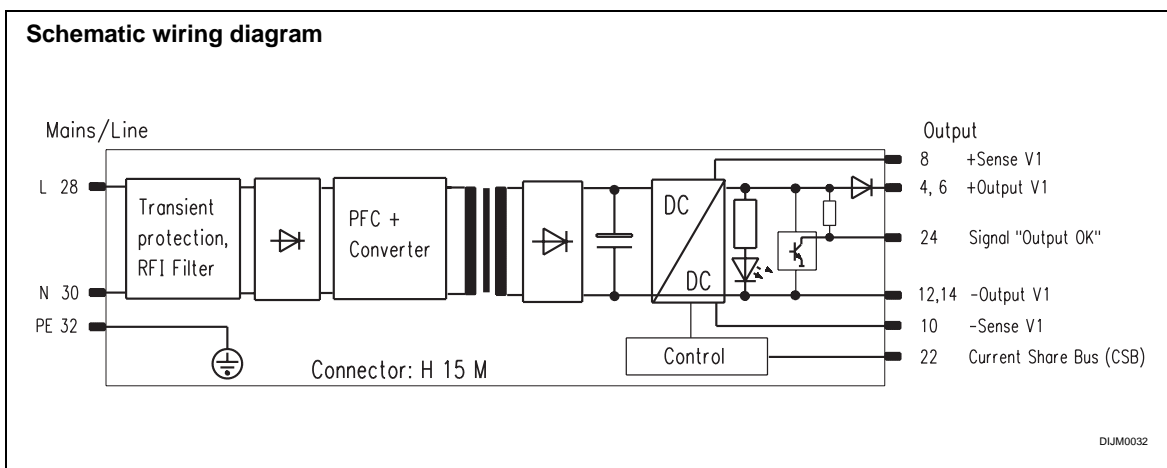 Schematic wiring diagram
Mains/Line
Output
L 28
N 30
PE 32
Transient
protection,
RFI Filter
PFC +
Converter
DC
DC
Control
Connector: H 15 M
8 +Sense V1
4, 6 +Output V1
24 Signal "Output OK"
12,14 -Output V1
10 -Sense V1
22 Current Share Bus (CSB)
DIJM0032